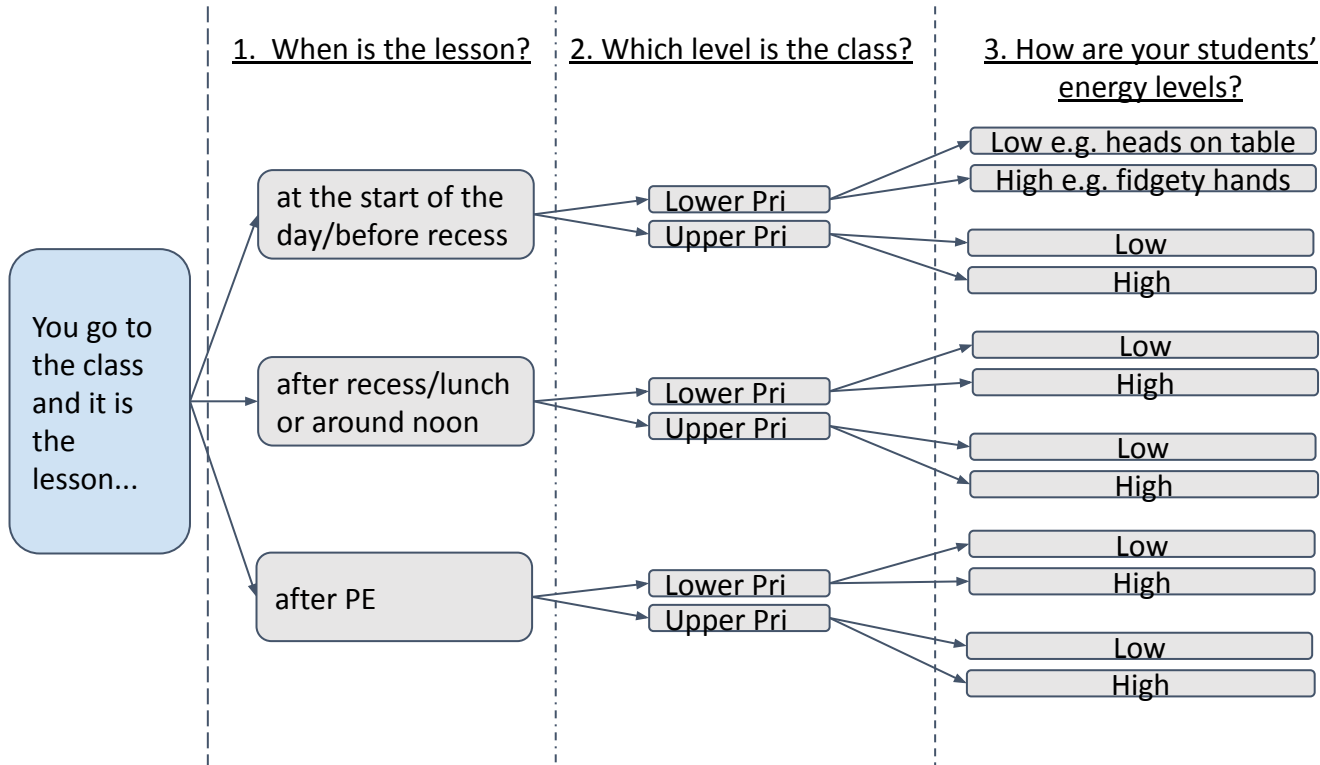 1. When is the lesson?
2. Which level is the class?
3. How are your students'
energy levels?
You go to
the class
and it is
the
lesson...
at the start of the
day/before recess
Lower Pri
Upper Pri
Low e.g. heads on table
High e.g. fidgety hands
Low
High
after recess/lunch
or around noon
Lower Pri
Upper Pri
Low
High
Low
High
after PE
Lower Pri
Upper Pri
Low
High
Low
High